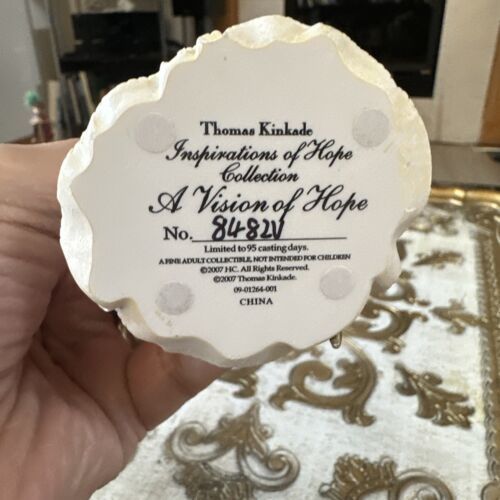 Thomas Kinkade
Inspirations of Hope
Collection
A Vision of Hope
No. 8482V
Limited to 95 casting days.
A FINE ADULT COLLECTIBLE, NOT INTENDED FOR CHILDREN
©2007 HC. All Rights Reserved.
©2007 Thomas Kinkade.
09-01264-001
CHINA